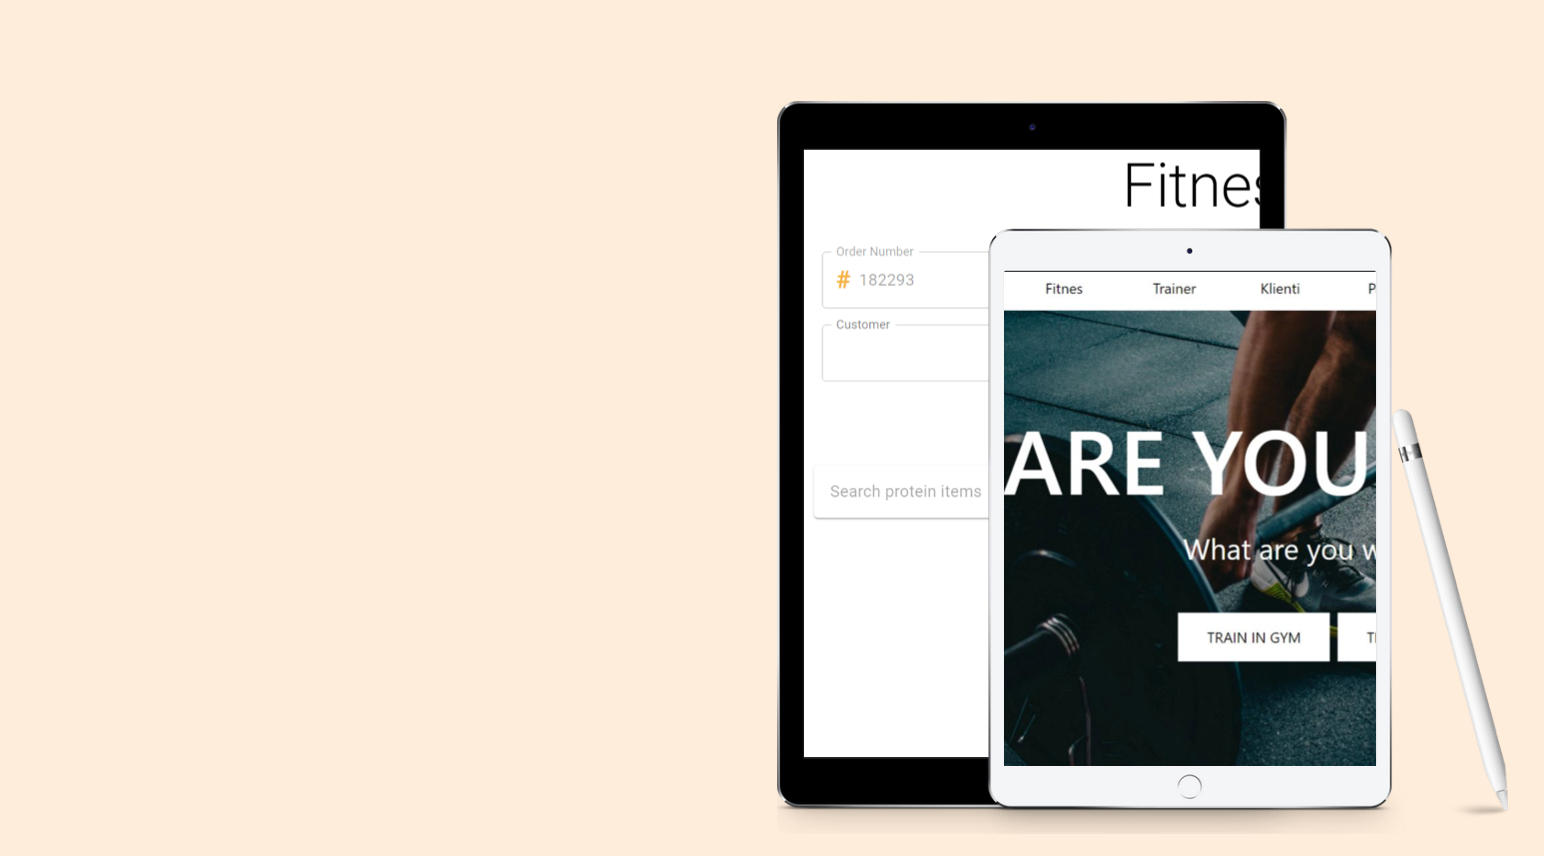 Fitnes
Order Number
# 182293
Customer
Search protein items
Fitnes Trainer Klienti P
ARE YOU
What are you w
TRAIN IN GYM